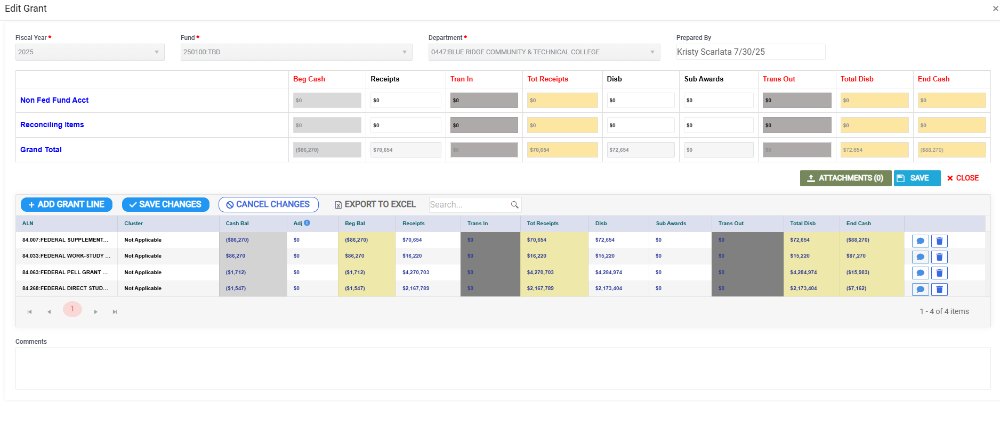 Edit Grant
Fiscal Year *
Fund *
Department *
Prepared By
2025
250100:TBD
0447:BLUE RIDGE COMMUNITY & TECHNICAL COLLEGE
Kristy Scarlata 7/30/25
Beg Cash Receipts Tran In Tot Receipts Disb Sub Awards Trans Out Total Disb End Cash
Non Fed Fund Acct $0 $0 $0 $0 $0 $0 $0 $0 $0
Reconciling Items $0 $0 $0 $0 $0 $0 $0 $0 $0
Grand Total ($86,270) $70,654 $0 $70,654 $72,654 $0 $0 $72,654 ($88,270)
ATTACHMENTS (0) SAVE CLOSE
ADD GRANT LINE SAVE CHANGES CANCEL CHANGES EXPORT TO EXCEL Search...
ALN Cluster Cash Bal Adj Beg Bal Receipts Trans In Tot Receipts Disb Sub Awards Trans Out Total Disb End Cash
84.007:FEDERAL SUPPLEMENT... Not Applicable ($86,270) $0 ($86,270) $70,654 $0 $70,654 $72,654 $0 $0 $72,654 ($88,270)
84.033:FEDERAL WORK-STUDY ... Not Applicable $86,270 $0 $86,270 $16,220 $0 $16,220 $15,220 $0 $0 $15,220 $87,270
84.063:FEDERAL PELL GRANT ... Not Applicable ($1,712) $0 ($1,712) $4,270,703 $0 $4,270,703 $4,284,974 $0 $0 $4,284,974 ($15,983)
84.268:FEDERAL DIRECT STUD... Not Applicable ($1,547) $0 ($1,547) $2,167,789 $0 $2,167,789 $2,173,404 $0 $0 $2,173,404 ($7,162)
1
1 - 4 of 4 items
Comments